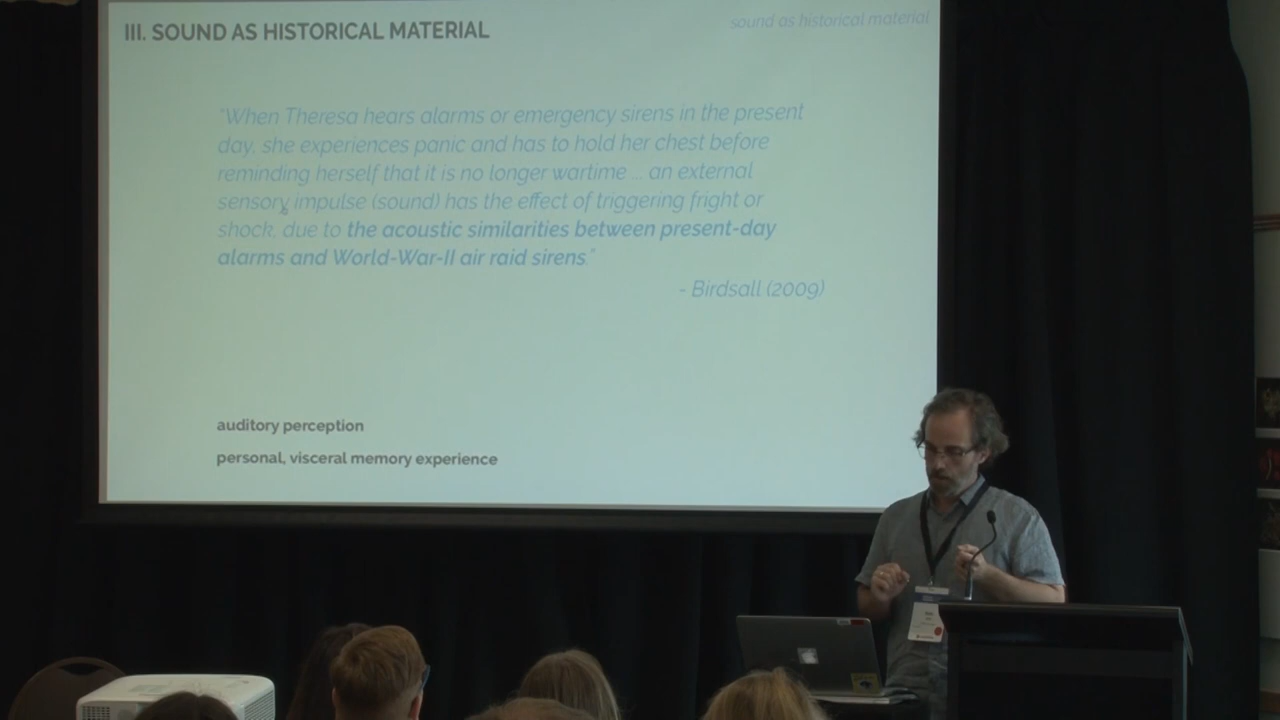 III. SOUND AS HISTORICAL MATERIAL
sound as historical material
"When Theresa hears alarms or emergency sirens in the present
day, she experiences panic and has to hold her chest before
reminding herself that it is no longer wartime ... an external
sensory impulse (sound) has the effect of triggering fright or
shock, due to the acoustic similarities between present-day
alarms and World-War-II air raid sirens."
- Birdsall (2009)
auditory perception
personal, visceral memory experience